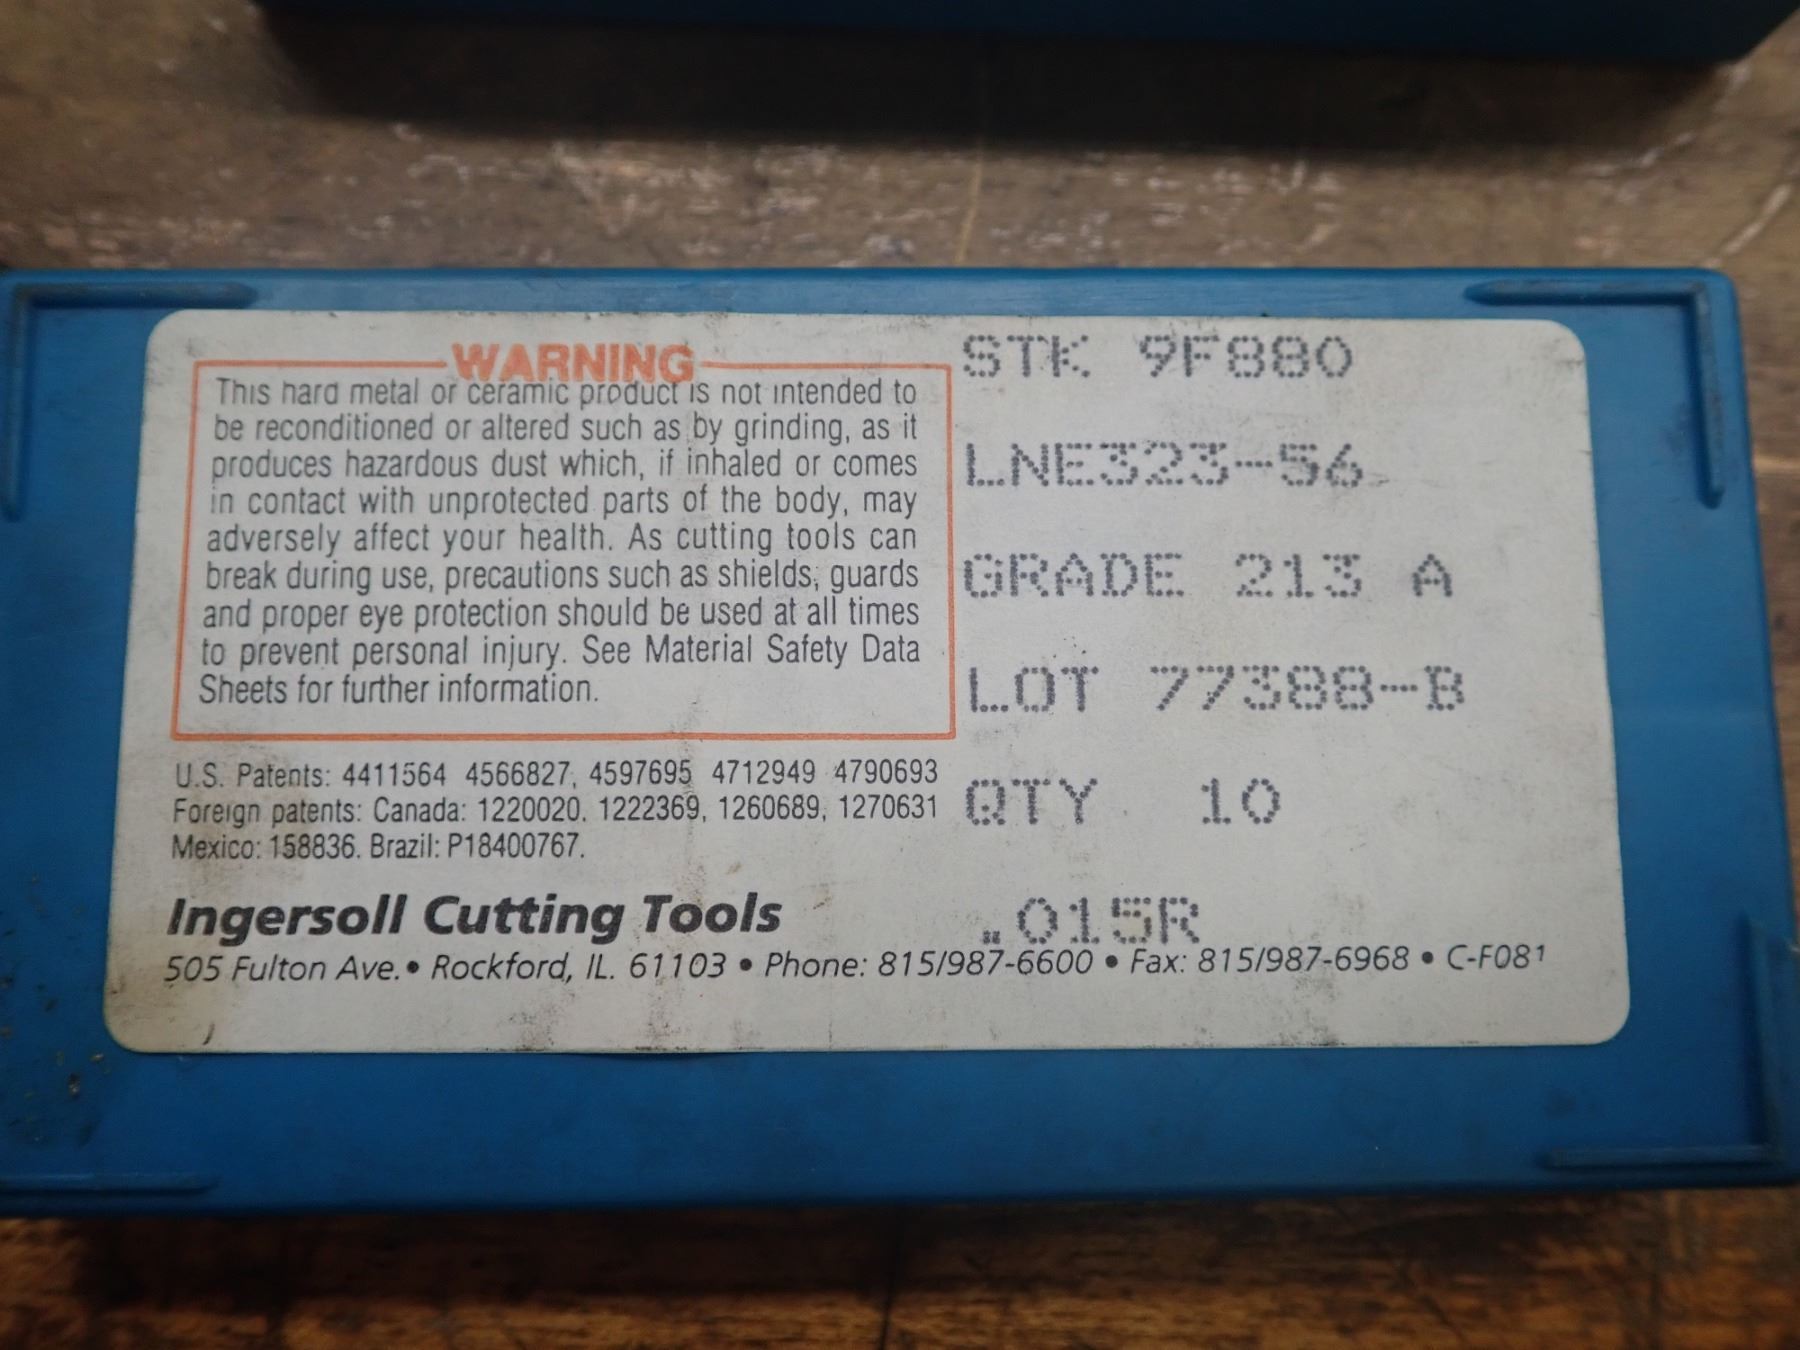 WARNING
This hard metal or ceramic product is not intended to
be reconditioned or altered such as by grinding, as it
produces hazardous dust which, if inhaled or comes
in contact with unprotected parts of the body, may
adversely affect your health. As cutting tools can
break during use, precautions such as shields, guards
and proper eye protection should be used at all times
to prevent personal injury. See Material Safety Data
Sheets for further information.
U.S. Patents: 4411564 4566827, 4597695 4712949 4790693
Foreign patents: Canada: 1220020. 1222369, 1260689, 1270631
Mexico: 158836. Brazil: P18400767.
STK 9F880
LNE323-56
GRADE 213 A
LOT 77388-B
QTY 10
.015R
Ingersoll Cutting Tools
505 Fulton Ave. • Rockford, IL. 61103 • Phone: 815/987-6600 • Fax: 815/987-6968 • C-F081